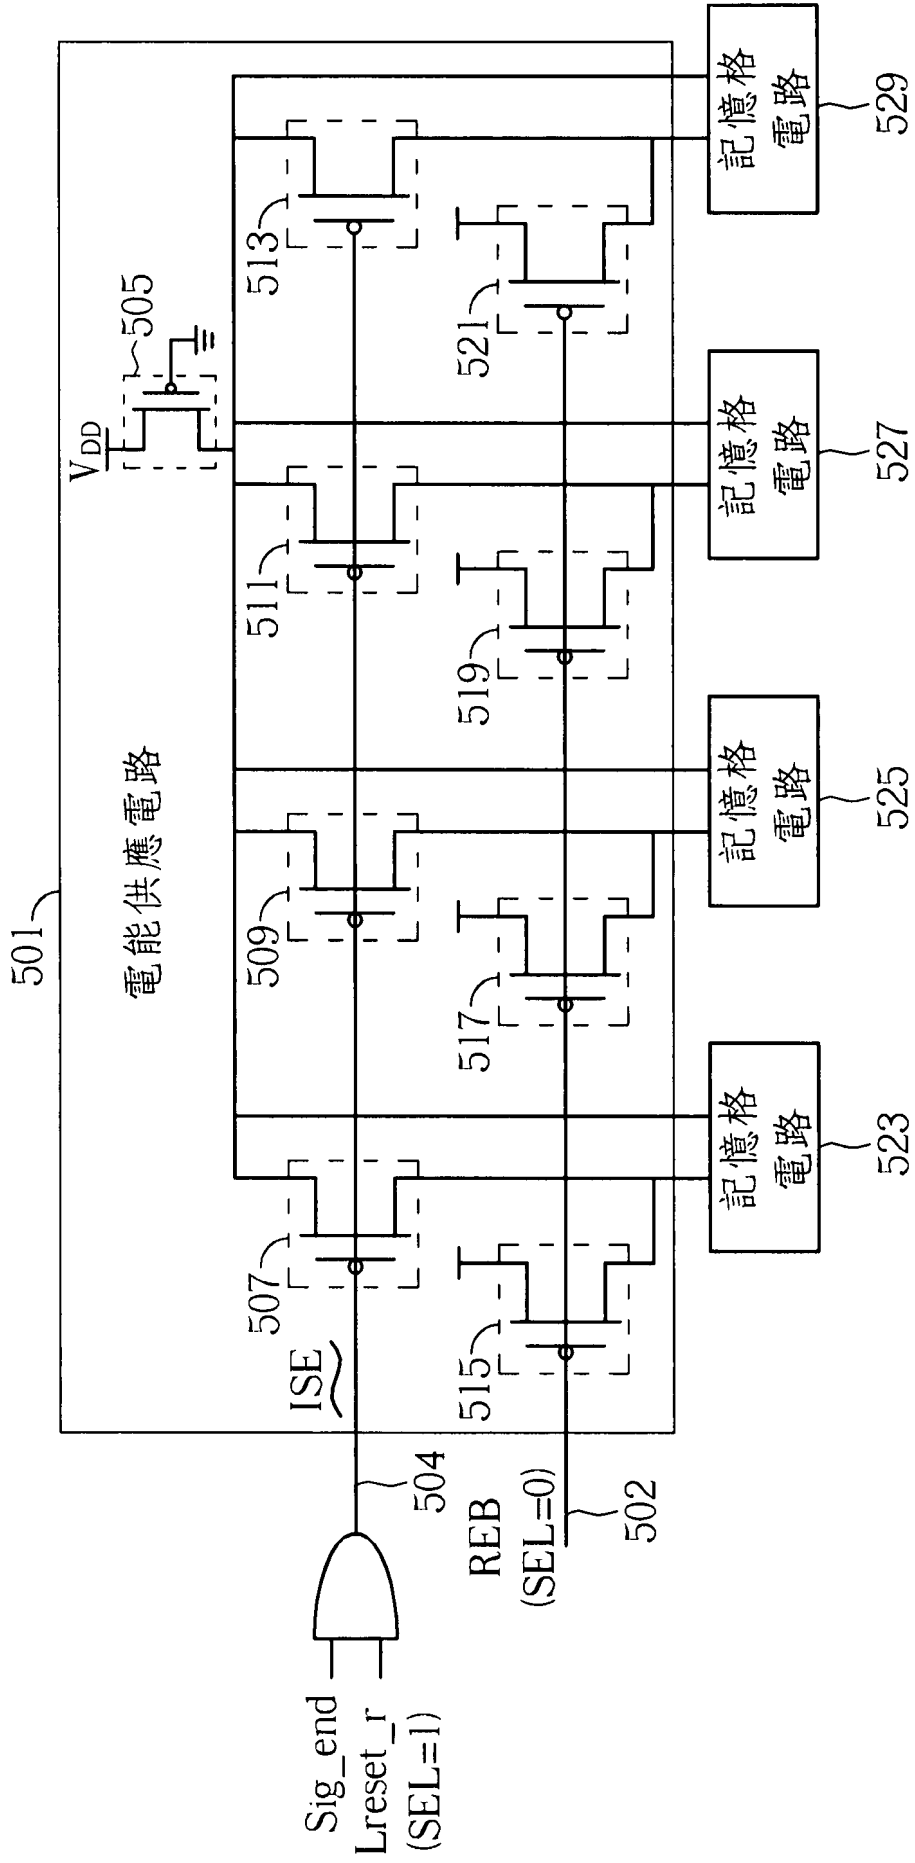 501
電能供應電路
V_DD
505
507
509
511
513
ISE
504
Sig_end
Lreset_r
(SEL=1)
REB
(SEL=0)
502
515
517
519
521
記憶格
電路
523
記憶格
電路
525
記憶格
電路
527
記憶格
電路
529